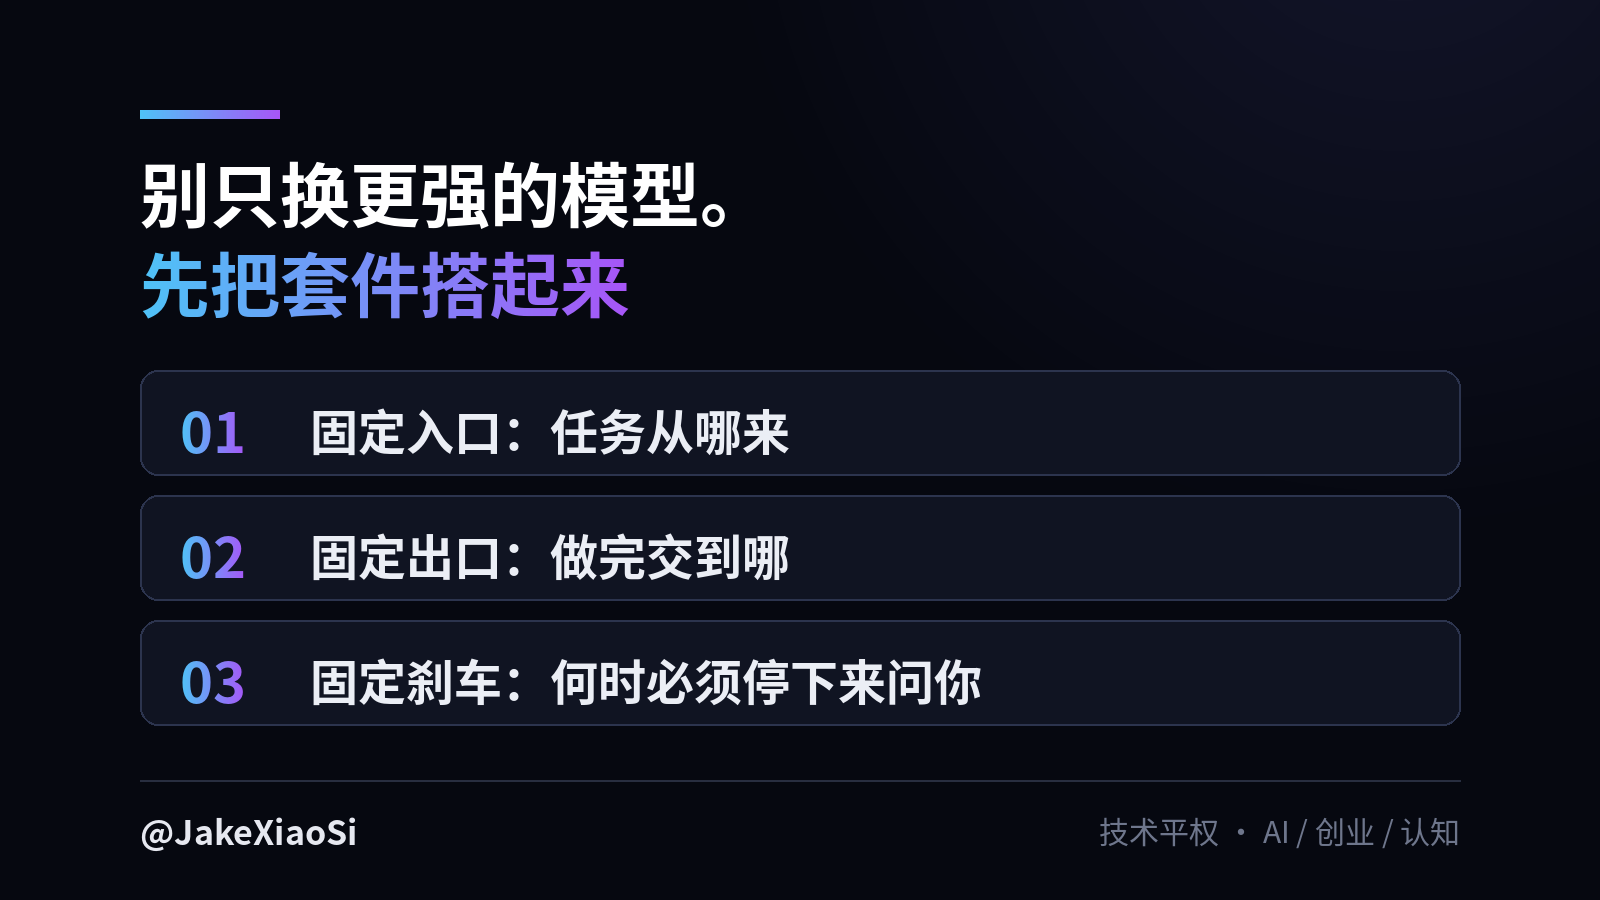 别只换更强的模型。
先把套件搭起来
01 固定入口：任务从哪来
02 固定出口：做完交到哪
03 固定刹车：何时必须停下来问你
@JakeXiaoSi
技术平权 · AI / 创业 / 认知